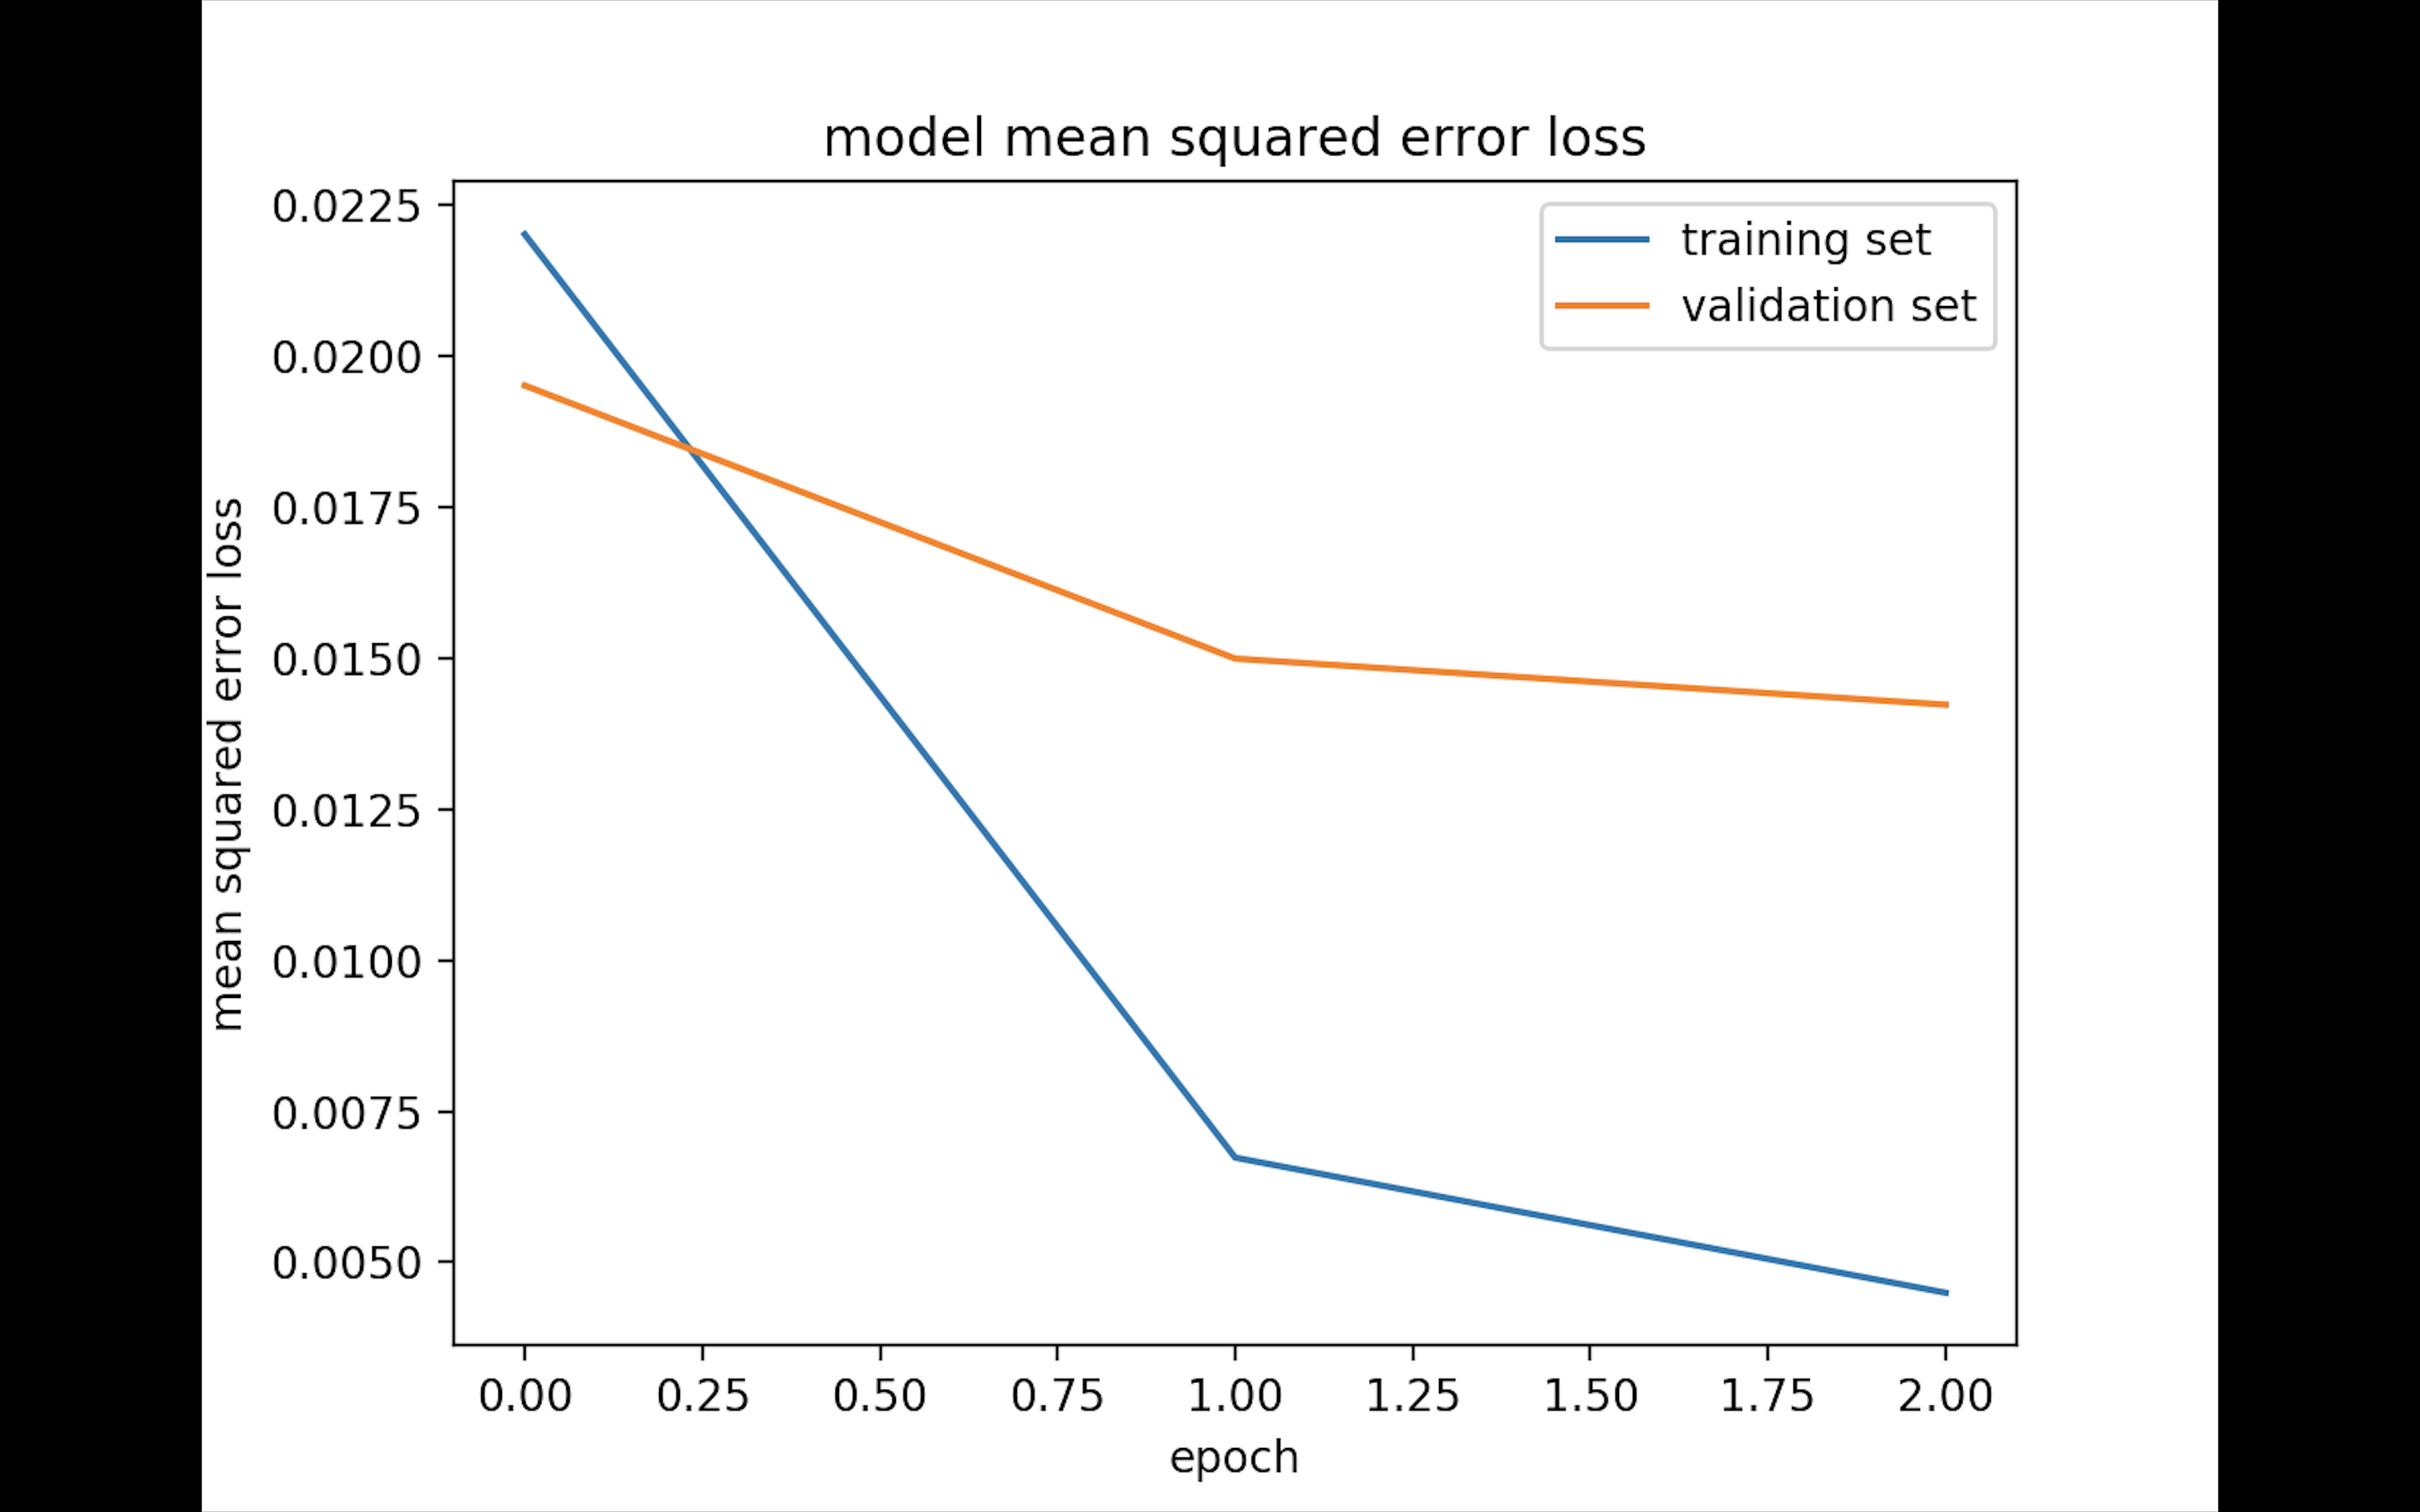 model mean squared error loss
training set
validation set
mean squared error loss
0.0225
0.0200
0.0175
0.0150
0.0125
0.0100
0.0075
0.0050
0.00 0.25 0.50 0.75 1.00 1.25 1.50 1.75 2.00
epoch